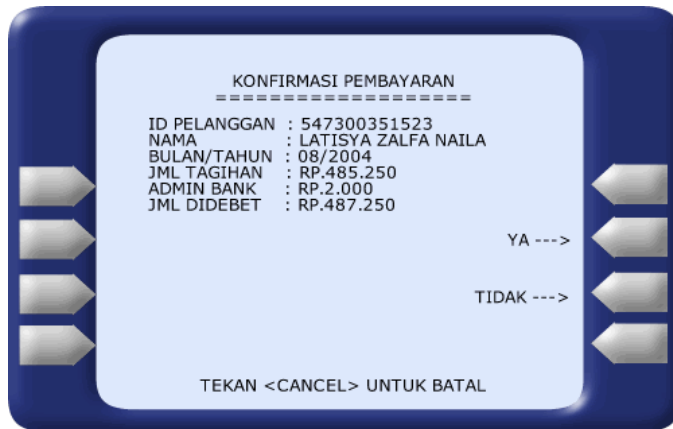 KONFIRMASI PEMBAYARAN
===================
ID PELANGGAN : 547300351523
NAMA : LATISYA ZALFA NAILA
BULAN/TAHUN : 08/2004
JML TAGIHAN : RP.485.250
ADMIN BANK : RP.2.000
JML DIDEBET : RP.487.250
YA --->
TIDAK --->
TEKAN <CANCEL> UNTUK BATAL